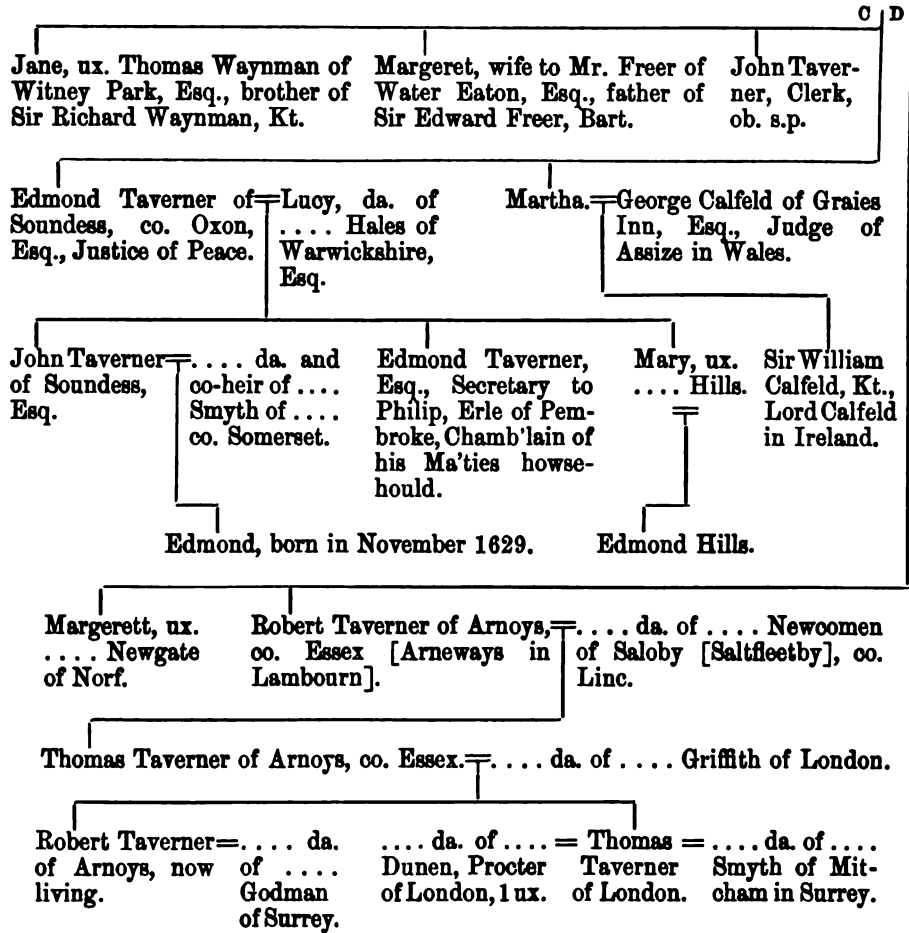 C D
Jane, ux. Thomas Waynman of
Witney Park, Esq., brother of
Sir Richard Waynman, Kt.
Margeret, wife to Mr. Freer of
Water Eaton, Esq., father of
Sir Edward Freer, Bart.
John Taver-
ner, Clerk,
ob. s.p.
Edmond Taverner of
Soundess, co. Oxon,
Esq., Justice of Peace.
Lucy, da. of
.... Hales of
Warwickshire,
Esq.
Martha.
George Calfeld of Graies
Inn, Esq., Judge of
Assize in Wales.
John Taverner
of Soundess,
Esq.
.... da. and
co-heir of ....
Smyth of ....
co. Somerset.
Edmond Taverner,
Esq., Secretary to
Philip, Erle of Pem-
broke, Chamb'lain of
his Ma'ties howse-
hould.
Mary, ux.
.... Hills.
Sir William
Calfeld, Kt.,
Lord Calfeld
in Ireland.
Edmond, born in November 1629.
Edmond Hills.
Margerett, ux.
.... Newgate
of Norf.
Robert Taverner of Arnoys,
co. Essex [Arneways in
Lambourn].
.... da. of .... Newcomen
of Saloby [Saltfleetby], co.
Linc.
Thomas Taverner of Arnoys, co. Essex.
.... da. of .... Griffith of London.
Robert Taverner=
of Arnoys, now
living.
.... da.
of ....
Godman
of Surrey.
.... da. of ....
Dunen, Procter
of London, 1 ux.
= Thomas =
Taverner
of London.
.... da. of ....
Smyth of Mit-
cham in Surrey.